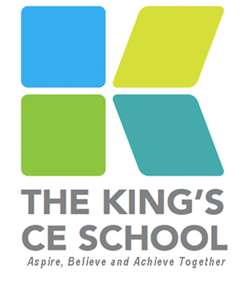 THE KING'S
CE SCHOOL
Aspire, Believe and Achieve Together